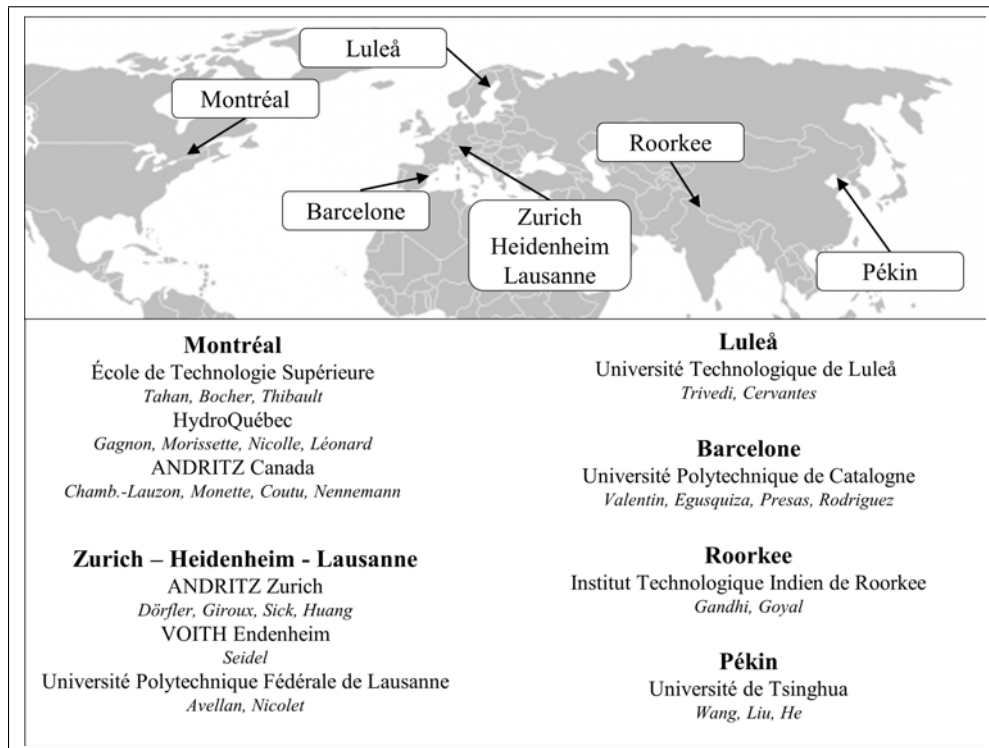 Luleå
Montréal
Roorkee
Barcelone
Zurich
Heidenheim
Lausanne
Pékin
Montréal
École de Technologie Supérieure
Tahan, Bocher, Thibault
HydroQuébec
Gagnon, Morissette, Nicolle, Léonard
ANDRITZ Canada
Chamb.-Lauzon, Monette, Coutu, Nennemann
Zurich – Heidenheim - Lausanne
ANDRITZ Zurich
Dörfler, Giroux, Sick, Huang
VOITH Endenheim
Seidel
Université Polytechnique Fédérale de Lausanne
Avellan, Nicolet
Luleå
Université Technologique de Luleå
Trivedi, Cervantes
Barcelone
Université Polytechnique de Catalogne
Valentin, Egusquiza, Presas, Rodriguez
Roorkee
Institut Technologique Indien de Roorkee
Gandhi, Goyal
Pékin
Université de Tsinghua
Wang, Liu, He